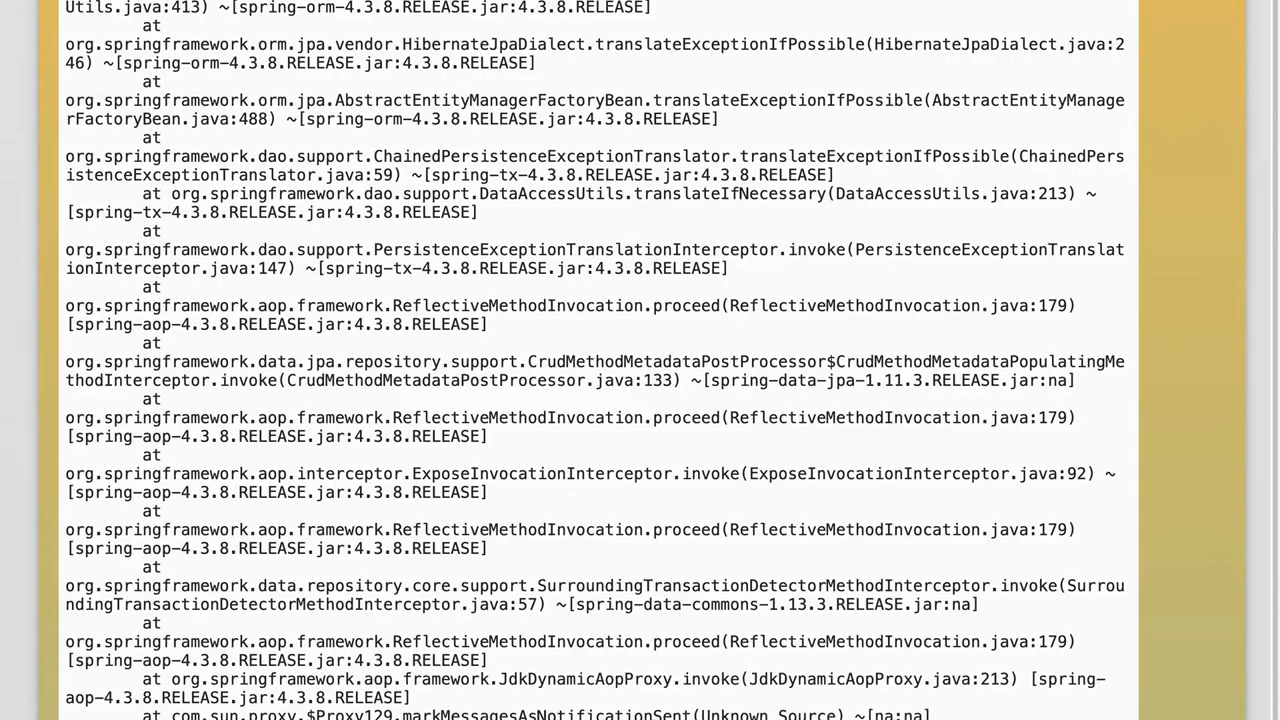 Utils.java:413) ~[spring-orm-4.3.8.RELEASE.jar:4.3.8.RELEASE]
at
org.springframework.orm.jpa.vendor.HibernateJpaDialect.translateExceptionIfPossible(HibernateJpaDialect.java:2
46) ~[spring-orm-4.3.8.RELEASE.jar:4.3.8.RELEASE]
at
org.springframework.orm.jpa.AbstractEntityManagerFactoryBean.translateExceptionIfPossible(AbstractEntityManage
rFactoryBean.java:488) ~[spring-orm-4.3.8.RELEASE.jar:4.3.8.RELEASE]
at
org.springframework.dao.support.ChainedPersistenceExceptionTranslator.translateExceptionIfPossible(ChainedPers
istenceExceptionTranslator.java:59) ~[spring-tx-4.3.8.RELEASE.jar:4.3.8.RELEASE]
at org.springframework.dao.support.DataAccessUtils.translateIfNecessary(DataAccessUtils.java:213) ~
[spring-tx-4.3.8.RELEASE.jar:4.3.8.RELEASE]
at
org.springframework.dao.support.PersistenceExceptionTranslationInterceptor.invoke(PersistenceExceptionTranslat
ionInterceptor.java:147) ~[spring-tx-4.3.8.RELEASE.jar:4.3.8.RELEASE]
at
org.springframework.aop.framework.ReflectiveMethodInvocation.proceed(ReflectiveMethodInvocation.java:179)
[spring-aop-4.3.8.RELEASE.jar:4.3.8.RELEASE]
at
org.springframework.data.jpa.repository.support.CrudMethodMetadataPostProcessor$CrudMethodMetadataPopulatingMe
thodInterceptor.invoke(CrudMethodMetadataPostProcessor.java:133) ~[spring-data-jpa-1.11.3.RELEASE.jar:na]
at
org.springframework.aop.framework.ReflectiveMethodInvocation.proceed(ReflectiveMethodInvocation.java:179)
[spring-aop-4.3.8.RELEASE.jar:4.3.8.RELEASE]
at
org.springframework.aop.interceptor.ExposeInvocationInterceptor.invoke(ExposeInvocationInterceptor.java:92) ~
[spring-aop-4.3.8.RELEASE.jar:4.3.8.RELEASE]
at
org.springframework.aop.framework.ReflectiveMethodInvocation.proceed(ReflectiveMethodInvocation.java:179)
[spring-aop-4.3.8.RELEASE.jar:4.3.8.RELEASE]
at
org.springframework.data.repository.core.support.SurroundingTransactionDetectorMethodInterceptor.invoke(Surrou
ndingTransactionDetectorMethodInterceptor.java:57) ~[spring-data-commons-1.13.3.RELEASE.jar:na]
at
org.springframework.aop.framework.ReflectiveMethodInvocation.proceed(ReflectiveMethodInvocation.java:179)
[spring-aop-4.3.8.RELEASE.jar:4.3.8.RELEASE]
at org.springframework.aop.framework.JdkDynamicAopProxy.invoke(JdkDynamicAopProxy.java:213) [spring-
aop-4.3.8.RELEASE.jar:4.3.8.RELEASE]
at com.sun.proxy.$Proxy129.markMessagesAsNotificationSent(Unknown Source) ~[na:na]